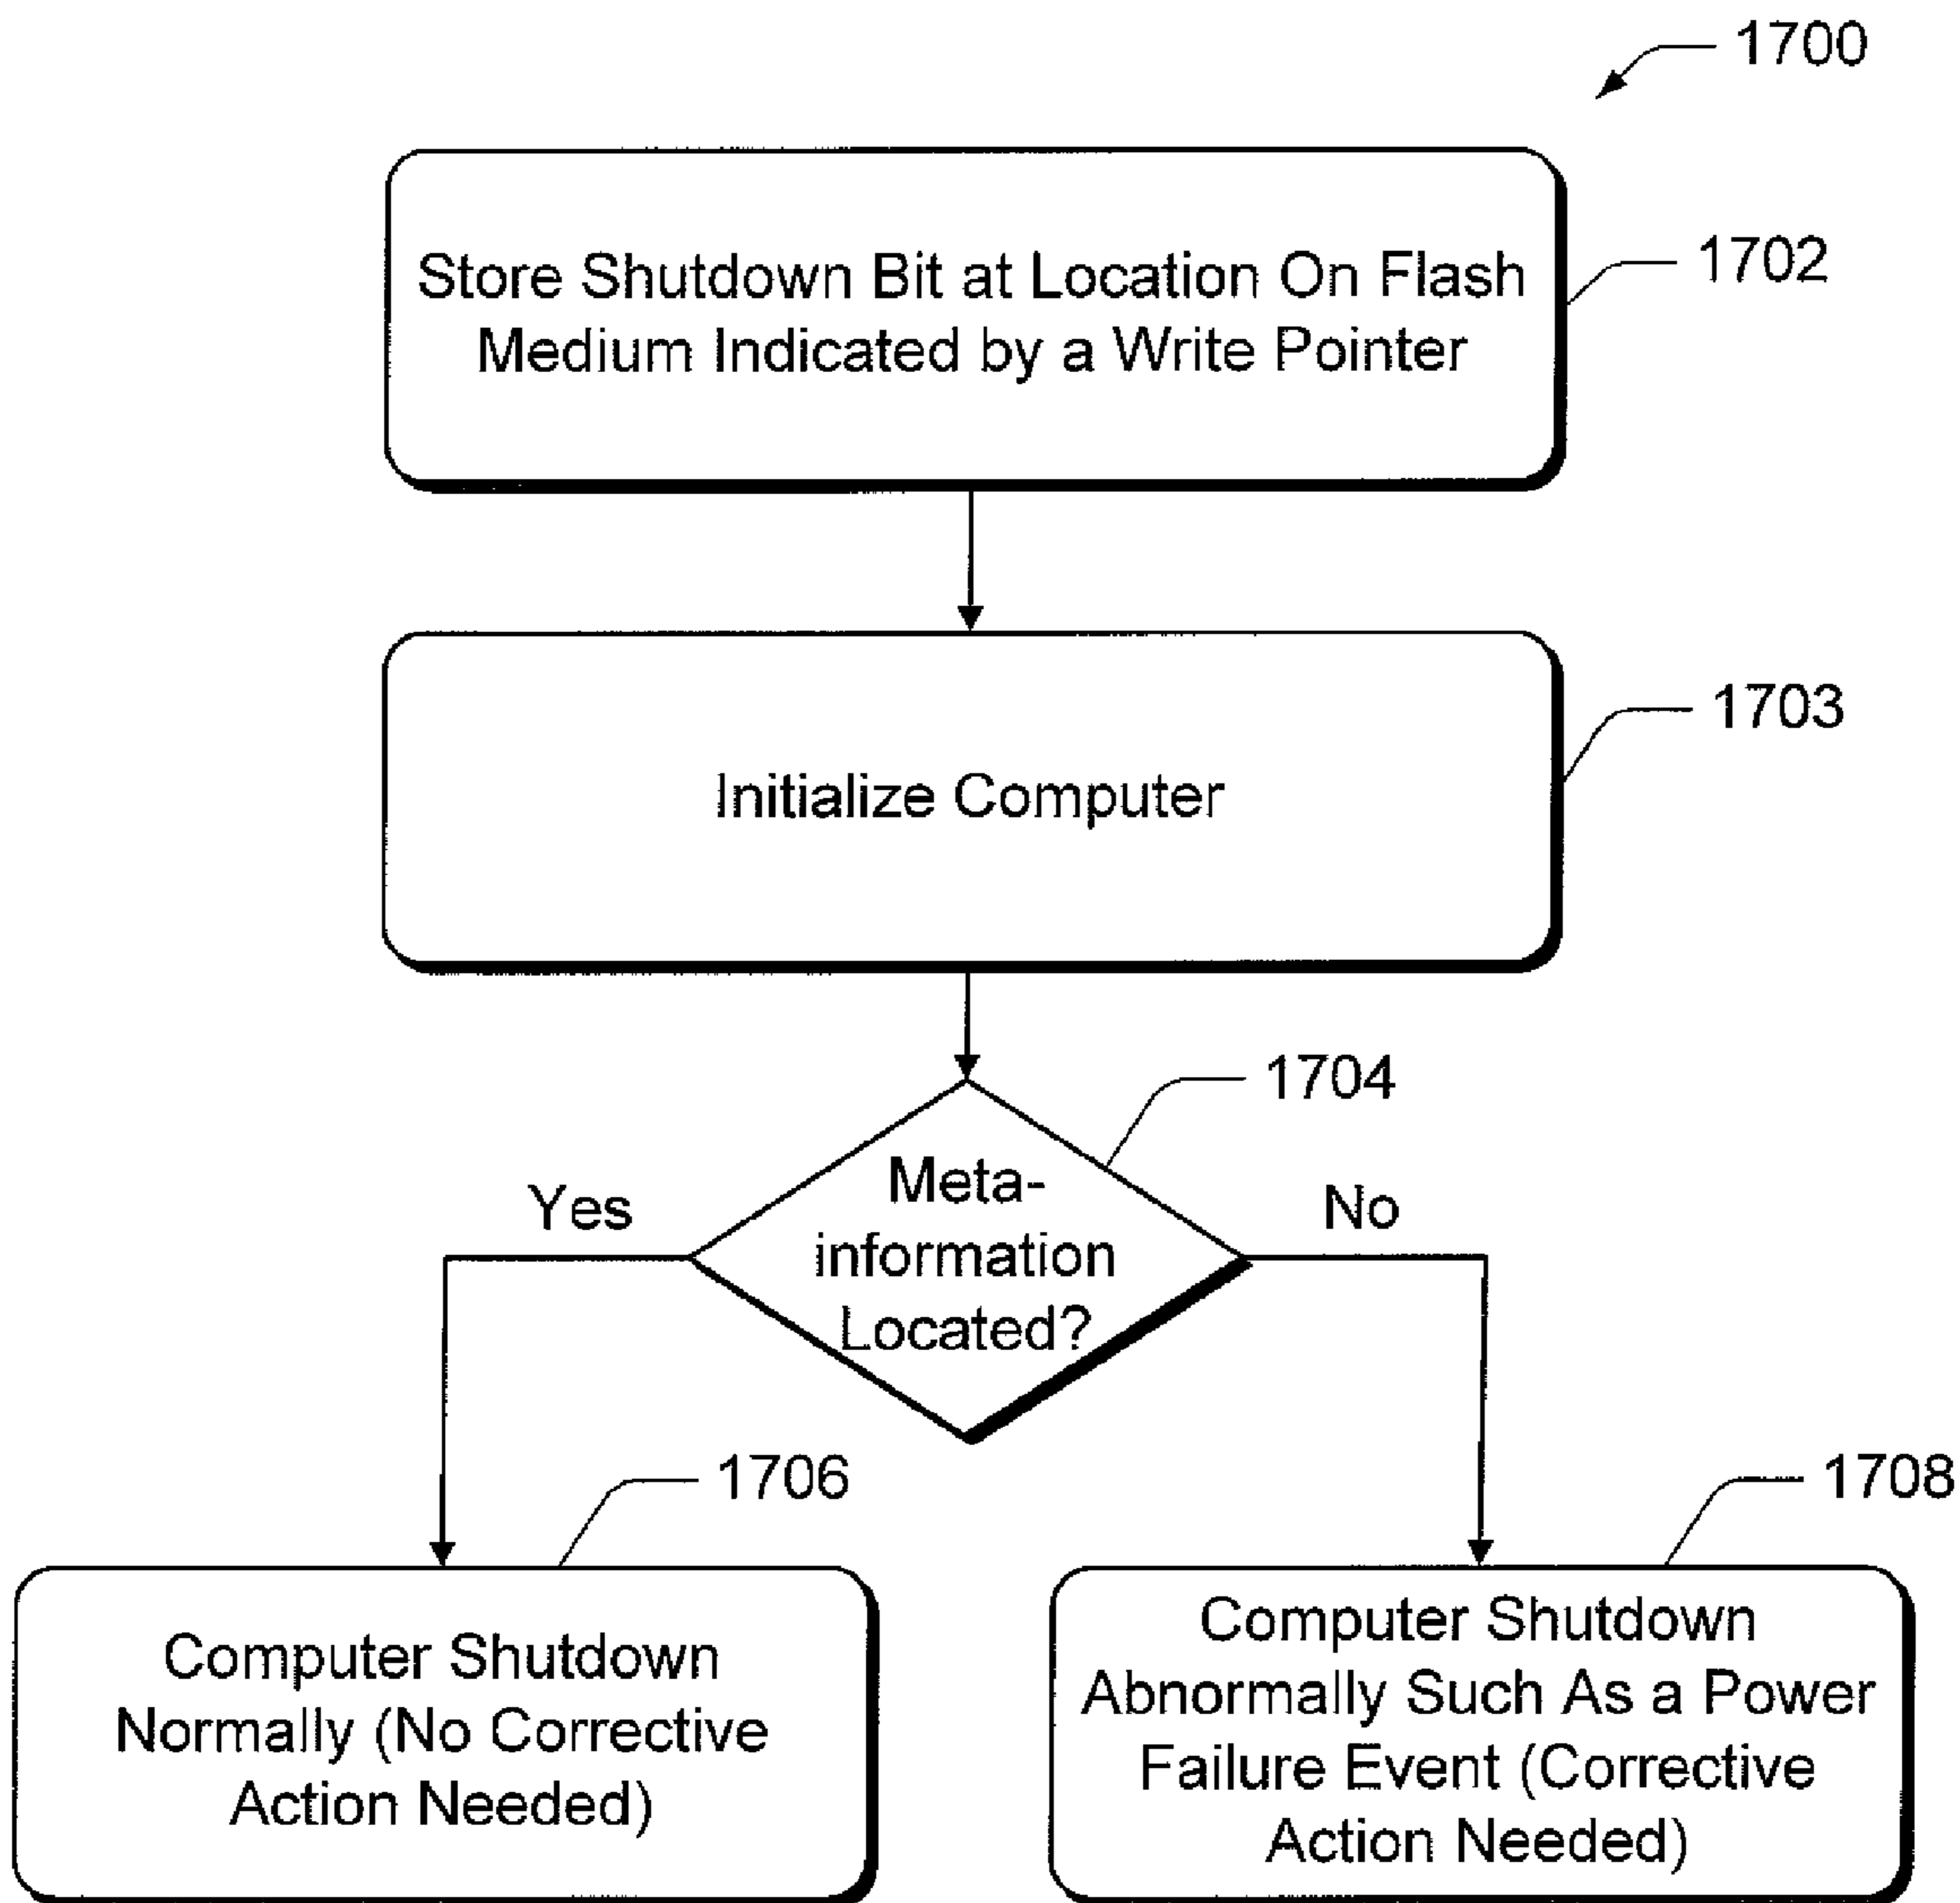 1700
Store Shutdown Bit at Location On Flash
Medium Indicated by a Write Pointer
1702
Initialize Computer
1703
1704
Meta-
information
Located?
Yes
No
1706
1708
Computer Shutdown
Normally (No Corrective
Action Needed)
Computer Shutdown
Abnormally Such As a Power
Failure Event (Corrective
Action Needed)